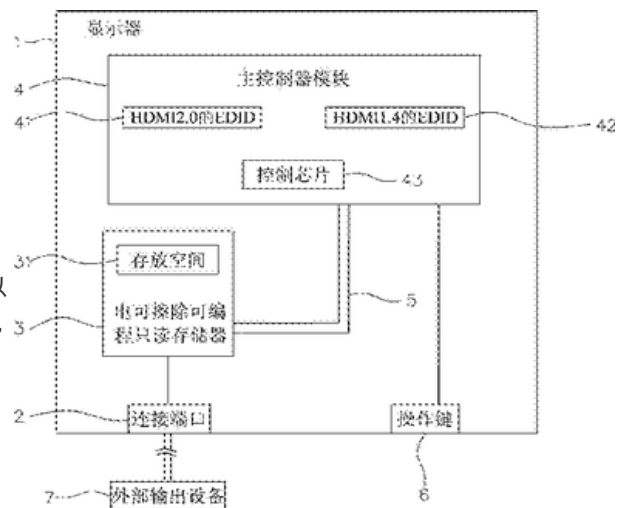 显示器
1
4
主控制器模块
41
HDMI2.0的EDID
HDMI1.4的EDID
42
控制芯片
43
31
存放空间
以
5
3
电可擦除可编
程只读存储器
2
连接端口
操作键
6
7
外部输出设备